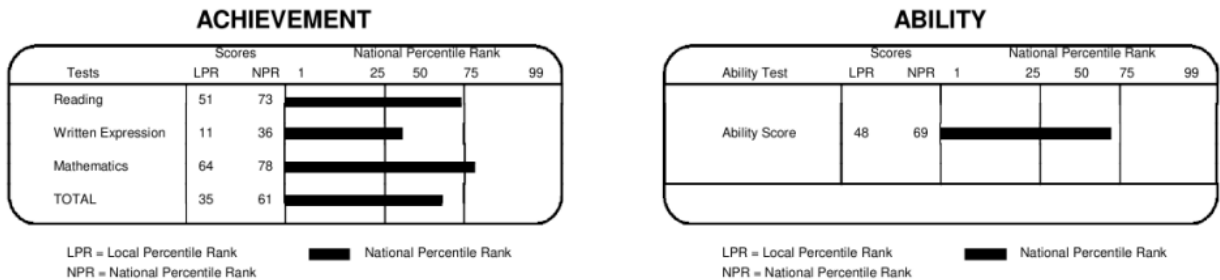 ACHIEVEMENT
Scores National Percentile Rank
Tests LPR NPR 1 25 50 75 99
Reading 51 73
Written Expression 11 36
Mathematics 64 78
TOTAL 35 61
LPR = Local Percentile Rank National Percentile Rank
NPR = National Percentile Rank
ABILITY
Scores National Percentile Rank
Ability Test LPR NPR 1 25 50 75 99
Ability Score 48 69
LPR = Local Percentile Rank National Percentile Rank
NPR = National Percentile Rank